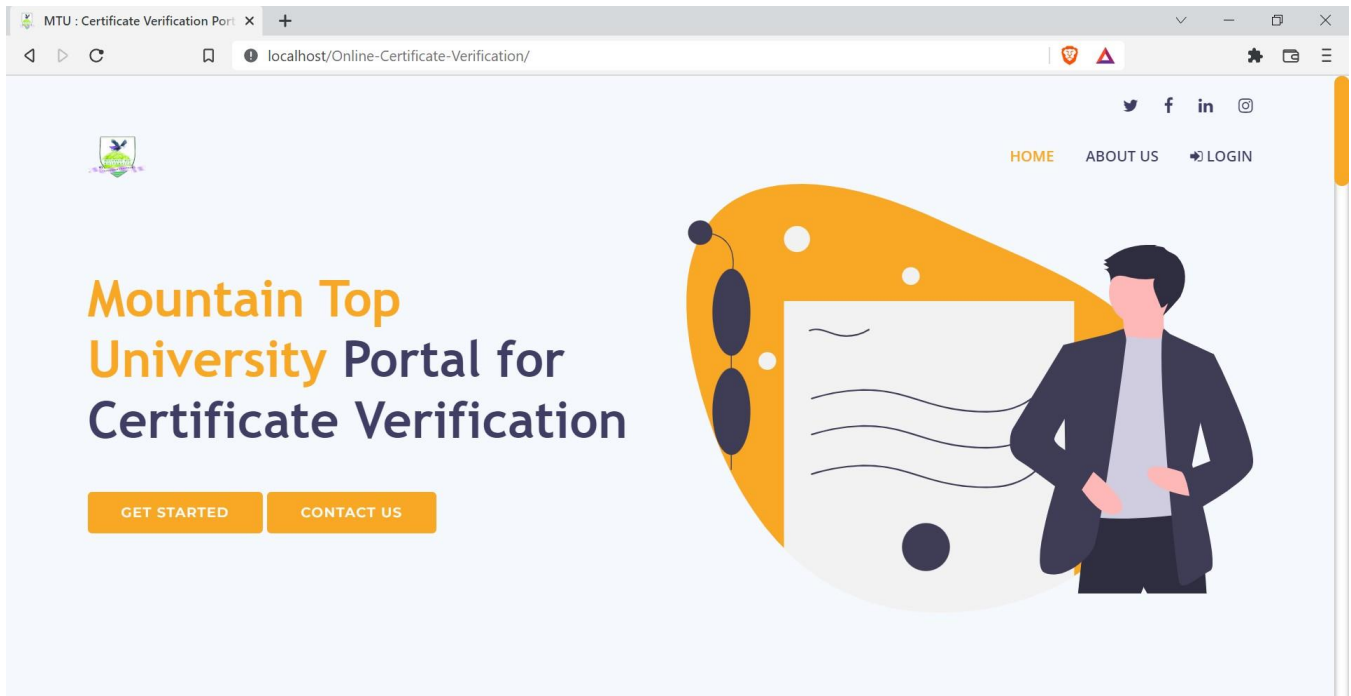 MTU : Certificate Verification Port
localhost/Online-Certificate-Verification/
HOME ABOUT US LOGIN
Mountain Top
University Portal for
Certificate Verification
GET STARTED CONTACT US